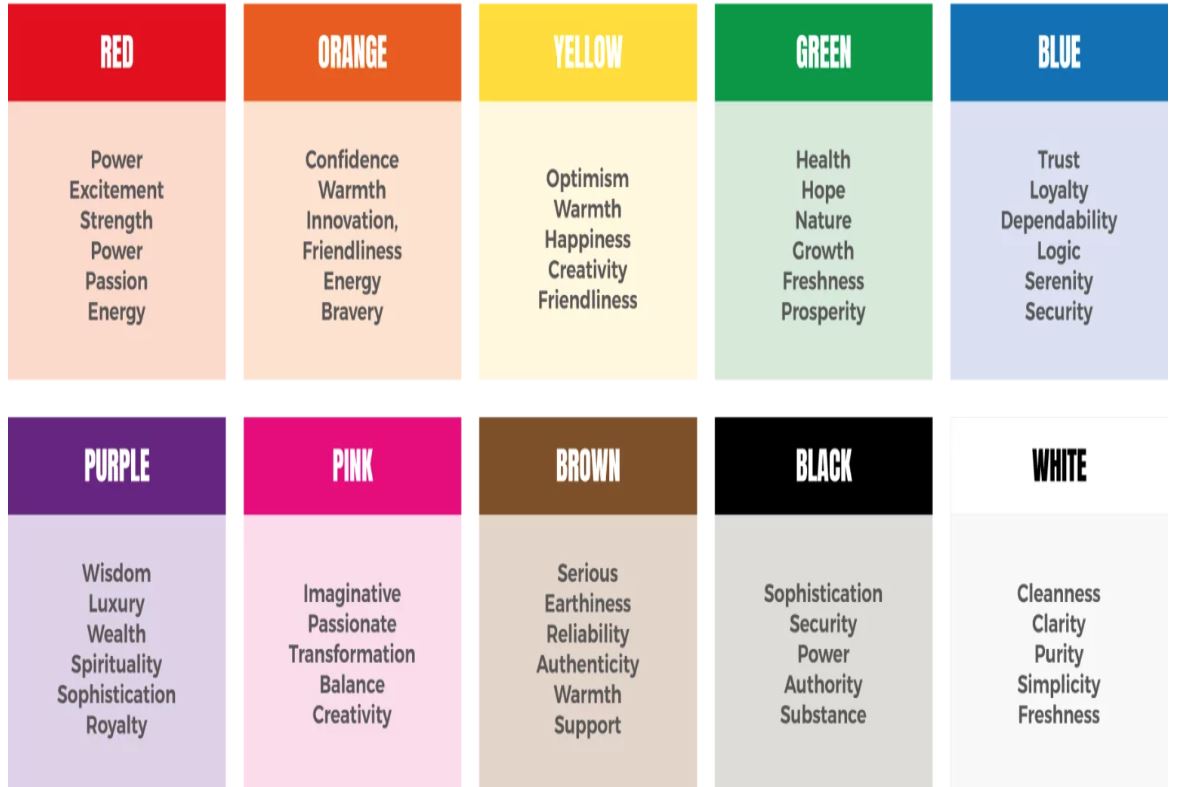 RED
Power
Excitement
Strength
Power
Passion
Energy
ORANGE
Confidence
Warmth
Innovation,
Friendliness
Energy
Bravery
YELLOW
Optimism
Warmth
Happiness
Creativity
Friendliness
GREEN
Health
Hope
Nature
Growth
Freshness
Prosperity
BLUE
Trust
Loyalty
Dependability
Logic
Serenity
Security
PURPLE
Wisdom
Luxury
Wealth
Spirituality
Sophistication
Royalty
PINK
Imaginative
Passionate
Transformation
Balance
Creativity
BROWN
Serious
Earthiness
Reliability
Authenticity
Warmth
Support
BLACK
Sophistication
Security
Power
Authority
Substance
WHITE
Cleanness
Clarity
Purity
Simplicity
Freshness